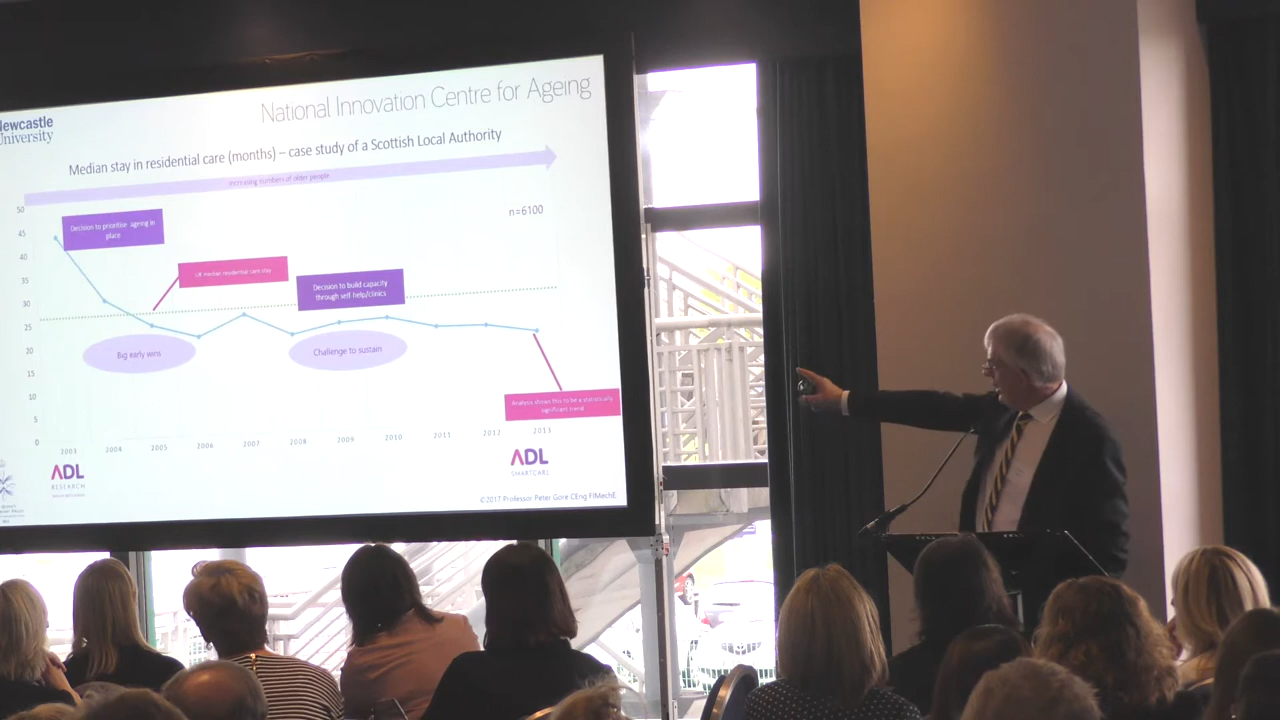 National Innovation Centre for Ageing
Newcastle
University
Median stay in residential care (months) – case study of a Scottish Local Authority
Increasing numbers of older people
n=6100
50
45
40
35
30
25
20
15
10
5
0
Decision to prioritise ageing in
place
UK median residential care stay
Decision to build capacity
through self help/clinics
Big early wins
Challenge to sustain
Analysis shows this to be a statistically
significant trend
2003 2004 2005 2006 2007 2008 2009 2010 2011 2012 2013
ADL
RESEARCH
ADL
SMARTCARE
©2017 Professor Peter Gore CEng FIMechE